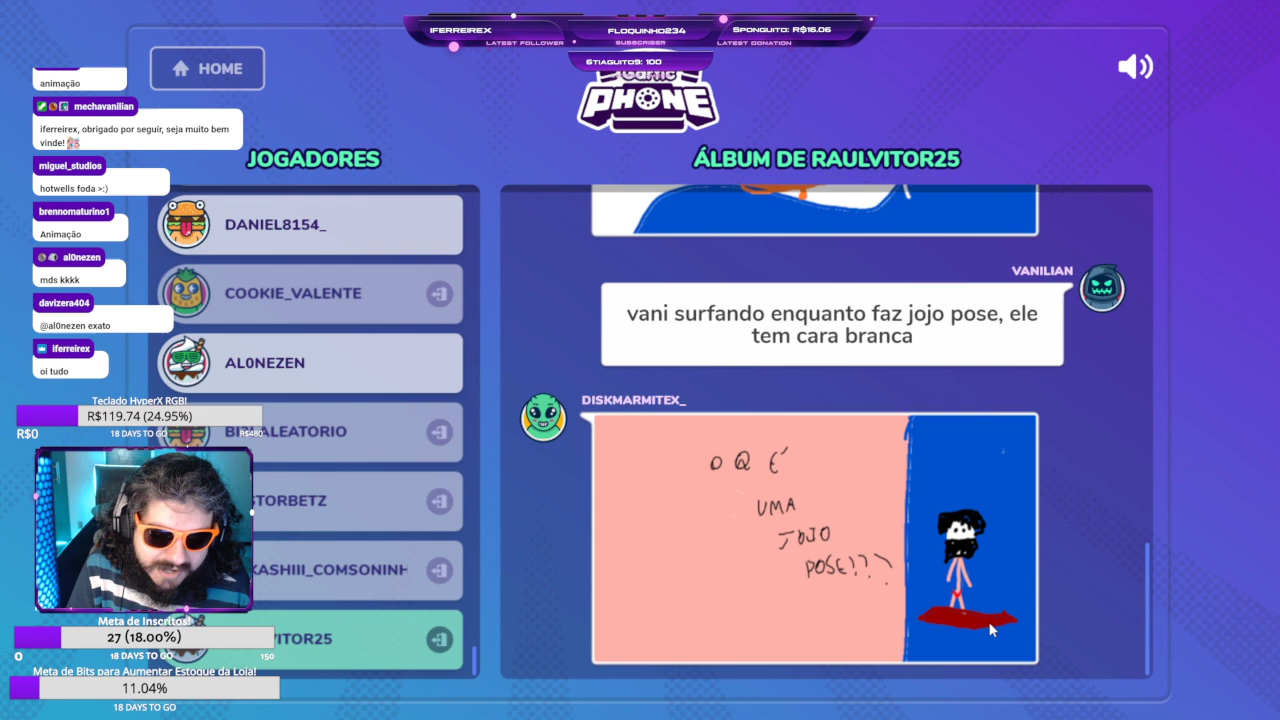 IFERREIREX
LATEST FOLLOWER
FLOQUINHO234
SUBSCRIBER
SPONGUITO: R$16.06
LATEST DONATION
6TIAGUITO9: 100
HOME
PHONE
animação
mechavanilian
iferreirex, obrigado por seguir, seja muito bem
vinde!
miguel_studios
hotwells foda >:)
brennomaturino1
Animação
al0nezen
mds kkkk
davizera404
@al0nezen exato
iferreirex
oi tudo
Teclado HyperX RGB!
R$119.74 (24.95%)
R$0
18 DAYS TO GO
R$480
Meta de Inscritos!
27 (18.00%)
0
18 DAYS TO GO
150
Meta de Bits para Aumentar Estoque da Loja!
11.04%
18 DAYS TO GO
JOGADORES
DANIEL8154_
COOKIE_VALENTE
AL0NEZEN
ALEATORIO
STORBETZ
KASHIII_COMSONINH
VITOR25
ÁLBUM DE RAULVITOR25
VANILIAN
vani surfando enquanto faz jojo pose, ele
tem cara branca
DISKMARMITEX_
O Q É
UMA
JOJO
POSE???